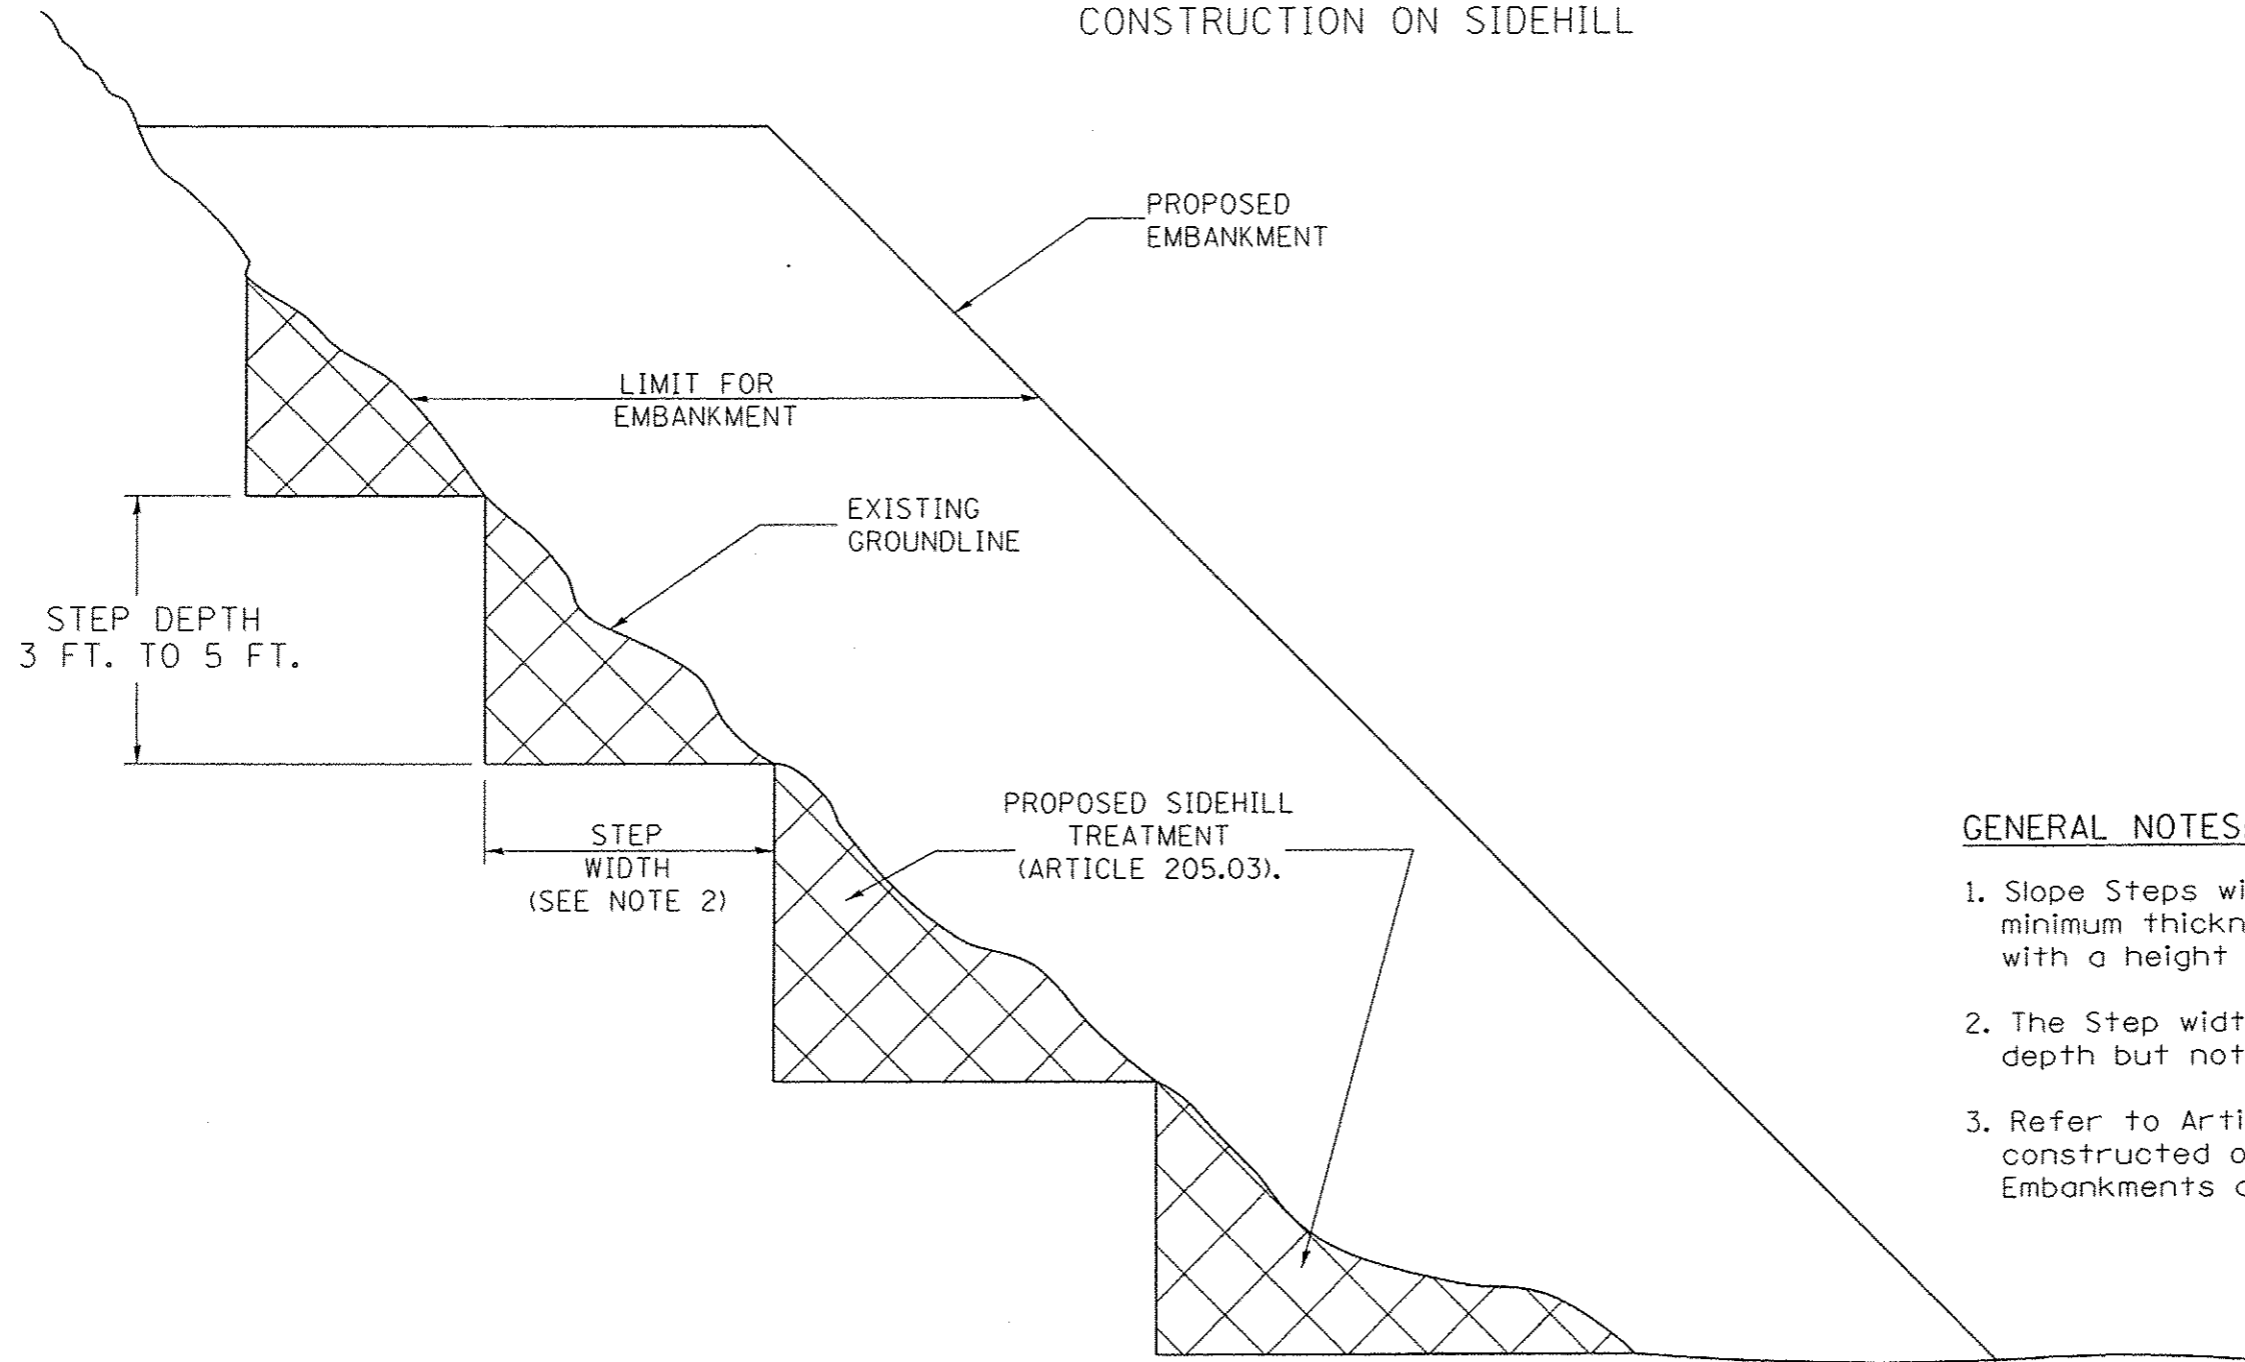 CONSTRUCTION ON SIDEHILL
PROPOSED
EMBANKMENT
LIMIT FOR
EMBANKMENT
EXISTING
GROUNDLINE
STEP DEPTH
3 FT. TO 5 FT.
STEP
WIDTH
(SEE NOTE 2)
PROPOSED SIDEHILL
TREATMENT
(ARTICLE 205.03).
GENERAL NOTES:
1. Slope Steps
minimum
with a height
2. The Step
depth but not
3. Refer to
constructed
Embankments